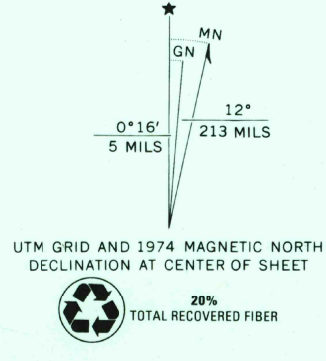 ★
MN
GN
0°16′
5 MILS
12°
213 MILS
UTM GRID AND 1974 MAGNETIC NORTH
DECLINATION AT CENTER OF SHEET
20%
TOTAL RECOVERED FIBER